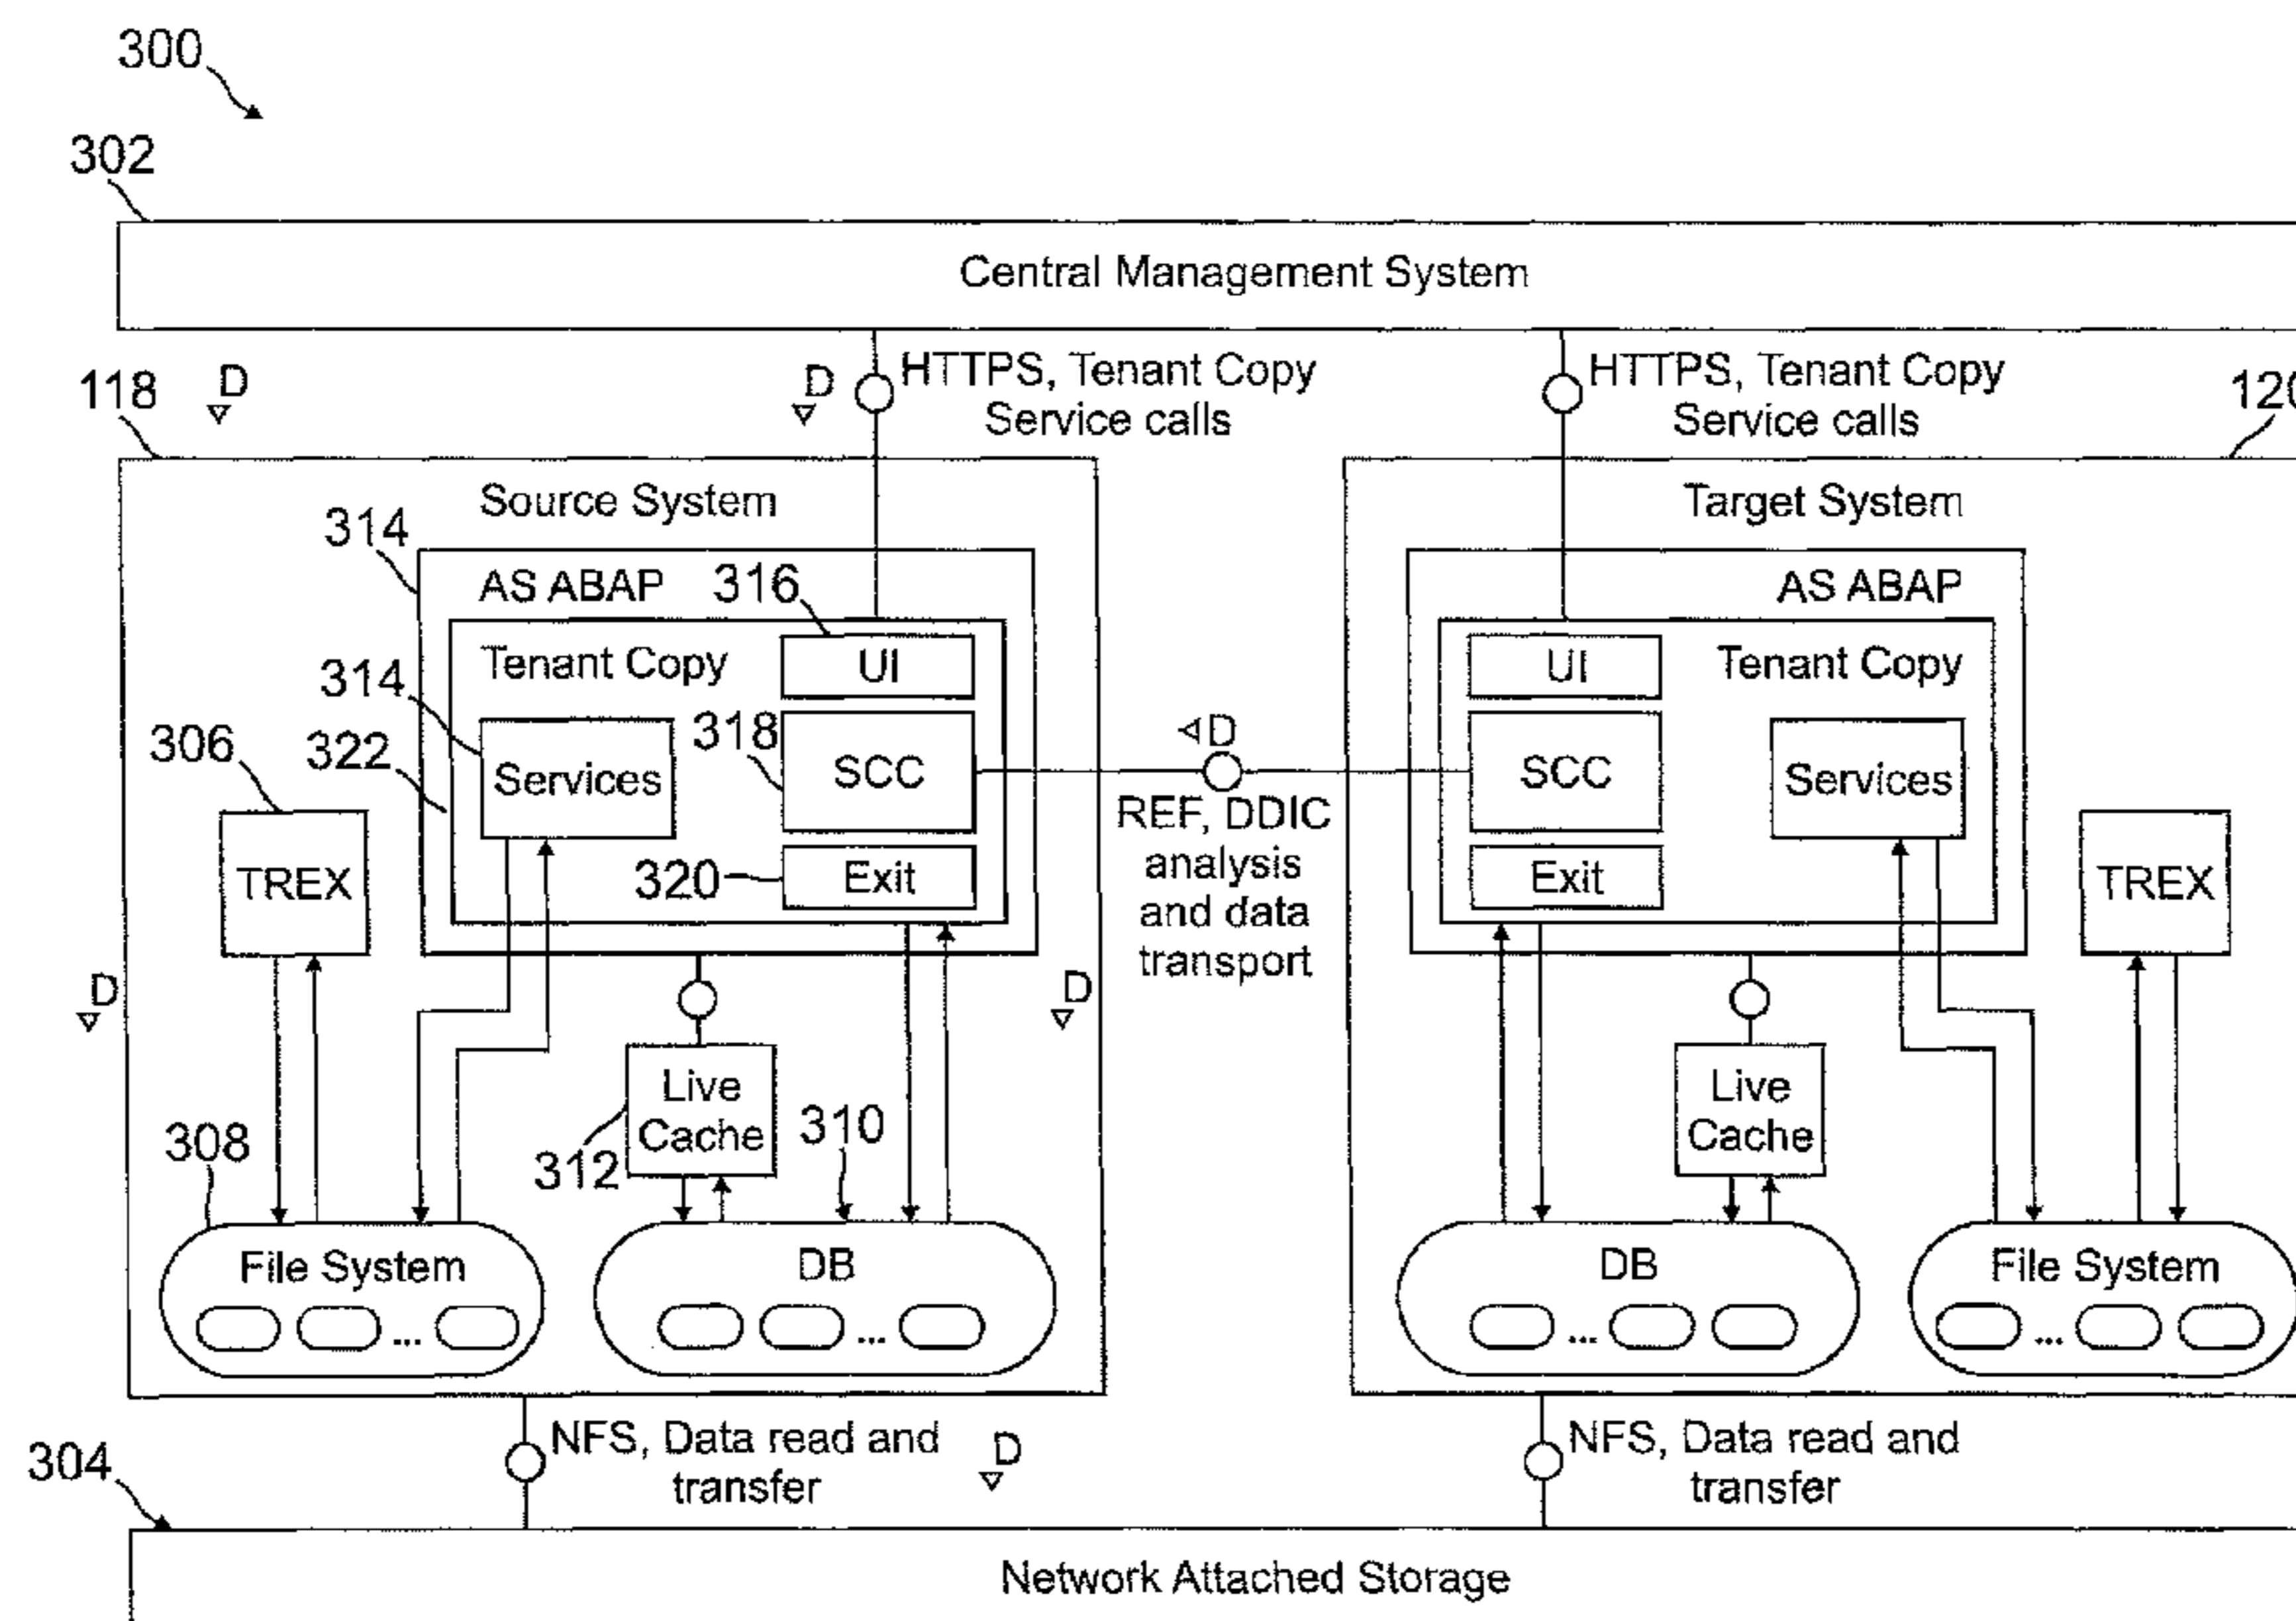 300
302
Central Management System
118
D
D
HTTPS, Tenant Copy
Service calls
HTTPS, Tenant Copy
Service calls
120
Source System
Target System
314
AS ABAP
316
AS ABAP
Tenant Copy
UI
UI
Tenant Copy
314
322
Services
318
SCC
D
SCC
Services
306
TREX
320
Exit
REF, DDIC
analysis
and data
transport
Exit
TREX
D
D
Live
Cache
312
310
Live
Cache
308
File System
...
DB
...
DB
...
File System
...
NFS, Data read and
transfer
D
NFS, Data read and
transfer
304
Network Attached Storage